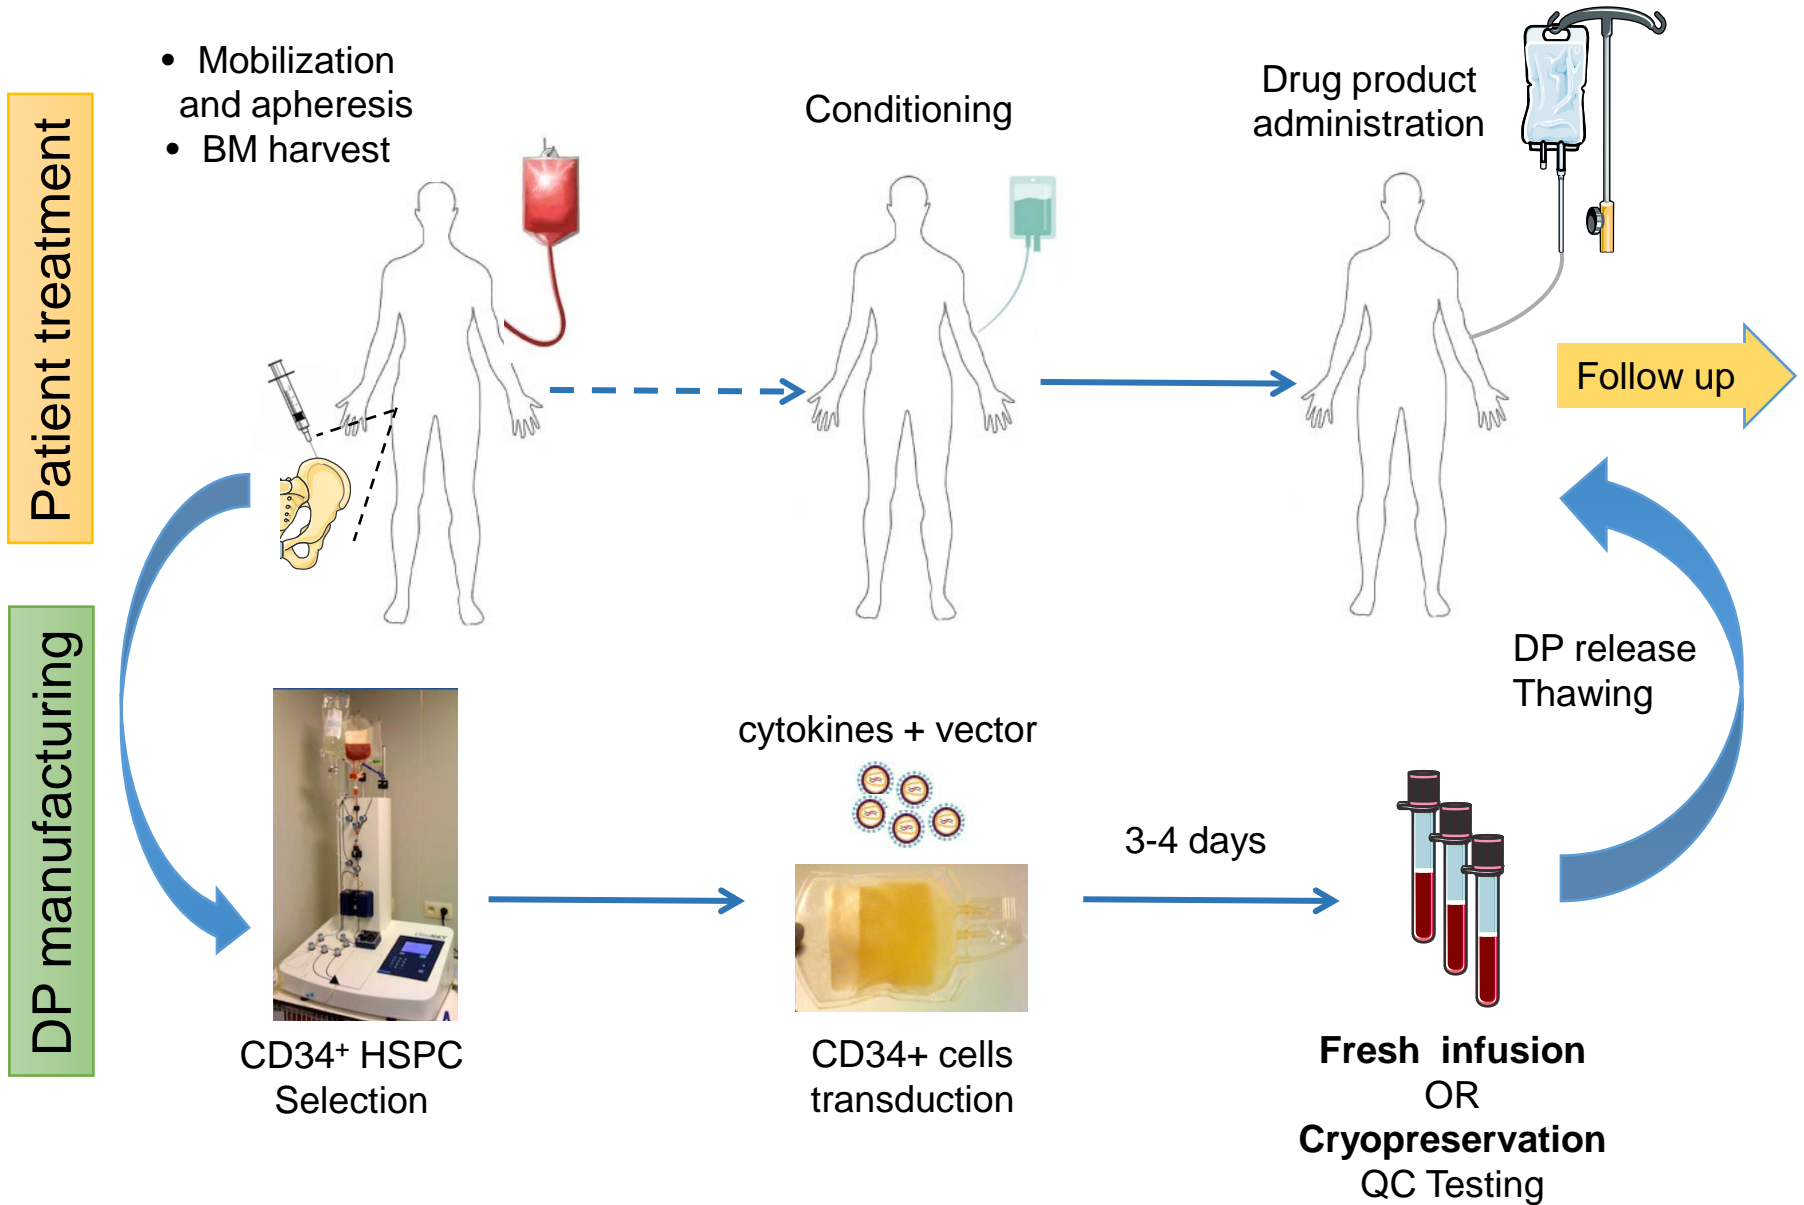 Patient treatment
• Mobilization
and apheresis
• BM harvest
Conditioning
Drug product
administration
Follow up
DP manufacturing
CD34⁺ HSPC
Selection
cytokines + vector
CD34+ cells
transduction
3-4 days
DP release
Thawing
Fresh infusion
OR
Cryopreservation
QC Testing